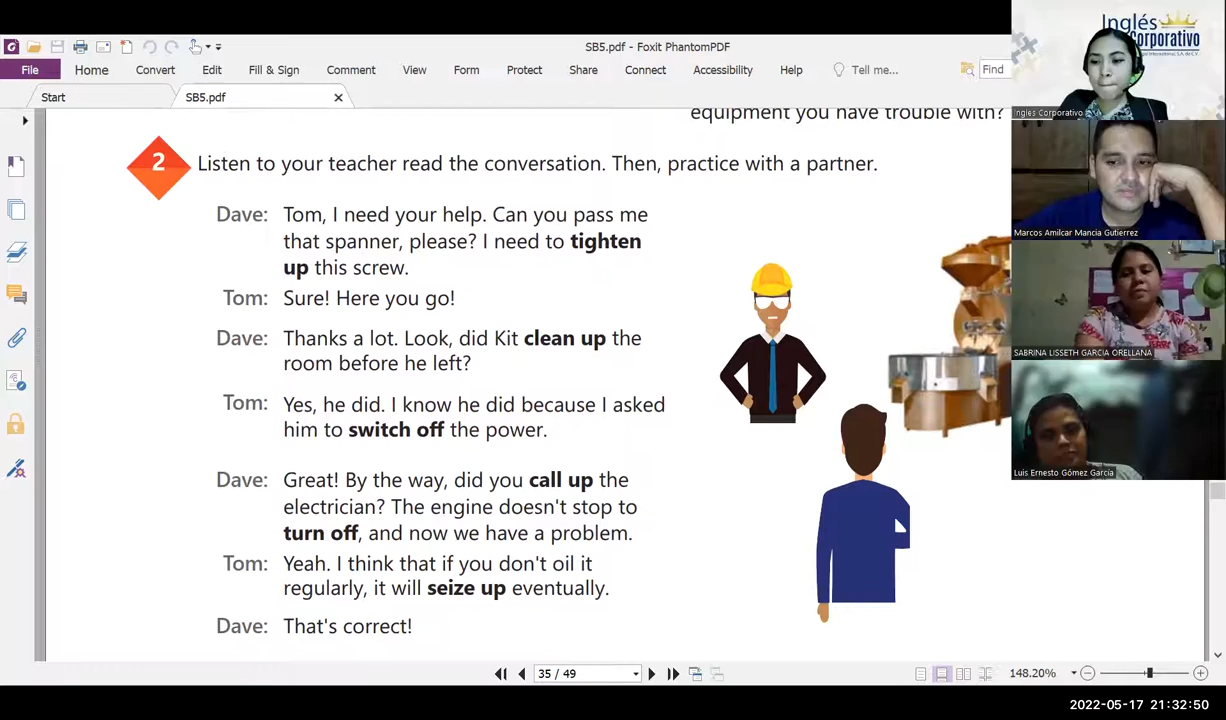 SB5.pdf - Foxit PhantomPDF
File Home Convert Edit Fill & Sign Comment View Form Protect Share Connect Accessibility Help Tell me... Find
Start SB5.pdf
equipment you have trouble with?
2 Listen to your teacher read the conversation. Then, practice with a partner.
Dave: Tom, I need your help. Can you pass me
that spanner, please? I need to tighten
up this screw.
Tom: Sure! Here you go!
Dave: Thanks a lot. Look, did Kit clean up the
room before he left?
Tom: Yes, he did. I know he did because I asked
him to switch off the power.
Dave: Great! By the way, did you call up the
electrician? The engine doesn't stop to
turn off, and now we have a problem.
Tom: Yeah. I think that if you don't oil it
regularly, it will seize up eventually.
Dave: That's correct!
35 / 49
148.20%
Inglés
Corporativo
Ingles Corporativo
Marcos Amilcar Mancia Gutierrez
SABRINA LISSETH GARCIA ORELLANA
Luis Ernesto Gómez García
2022-05-17 21:32:50